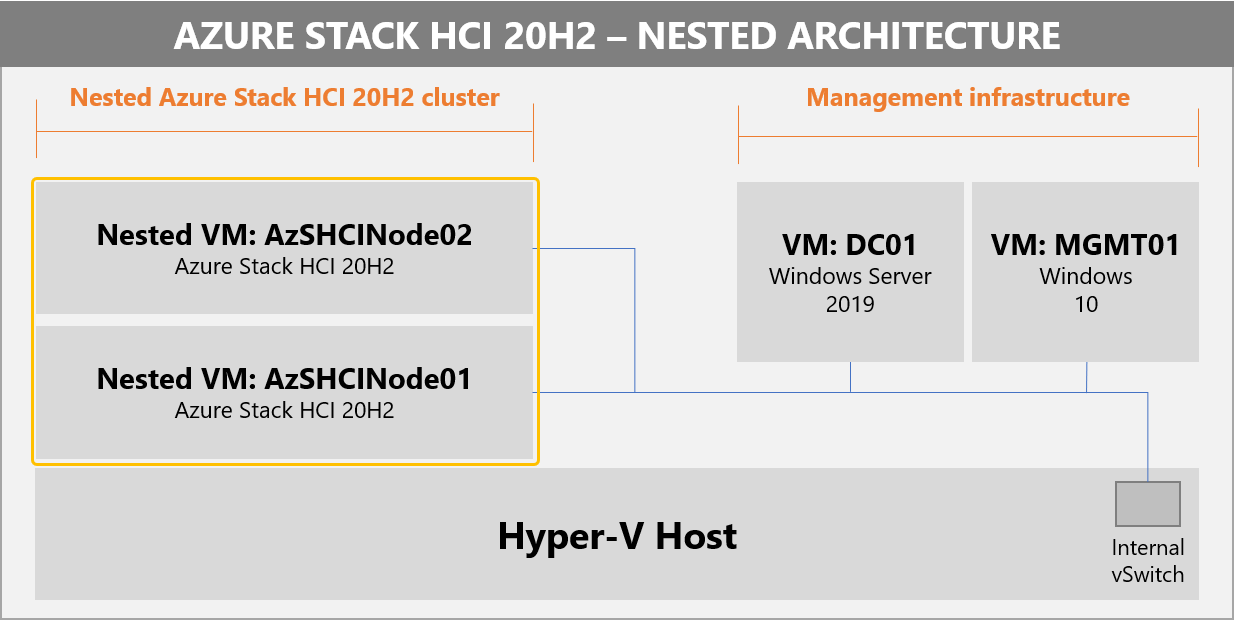 AZURE STACK HCI 20H2 – NESTED ARCHITECTURE
Nested Azure Stack HCI 20H2 cluster
Management infrastructure
Nested VM: AzSHCINode02
Azure Stack HCI 20H2
Nested VM: AzSHCINode01
Azure Stack HCI 20H2
VM: DC01
Windows Server
2019
VM: MGMT01
Windows
10
Hyper-V Host
Internal
vSwitch